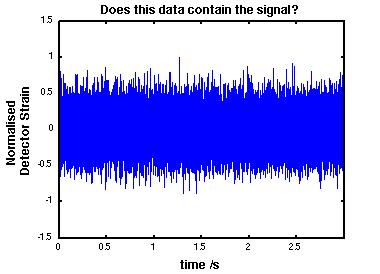 Does this data contain the signal?
1.5
1
0.5
0
-0.5
-1
-1.5
Normalised
Detector Strain
0 0.5 1 1.5 2 2.5
time /s